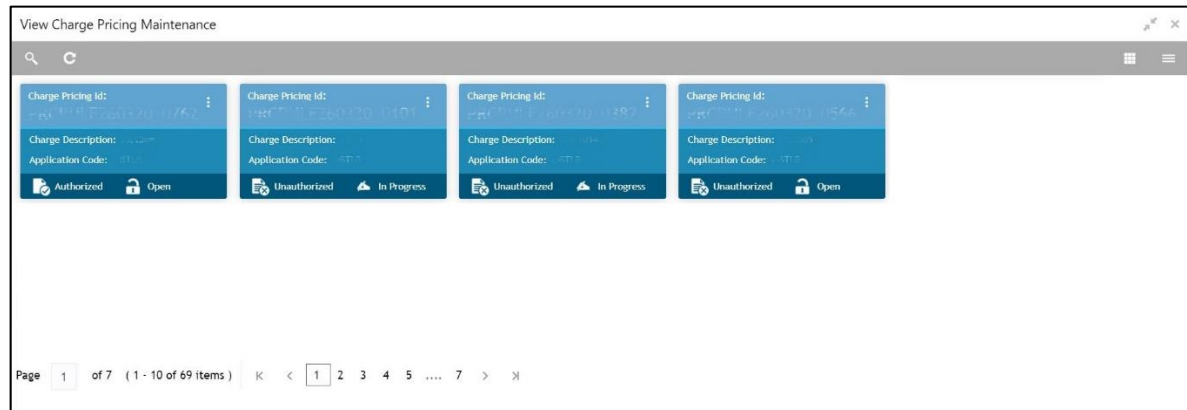 View Charge Pricing Maintenance
Charge Pricing Id:
Charge Description:
Application Code:
Authorized Open
Charge Pricing Id:
Charge Description:
Application Code:
Unauthorized In Progress
Charge Pricing Id:
Charge Description:
Application Code:
Unauthorized In Progress
Charge Pricing Id:
Charge Description:
Application Code:
Unauthorized Open
Page 1 of 7 ( 1 - 10 of 69 items ) 1 2 3 4 5 .... 7